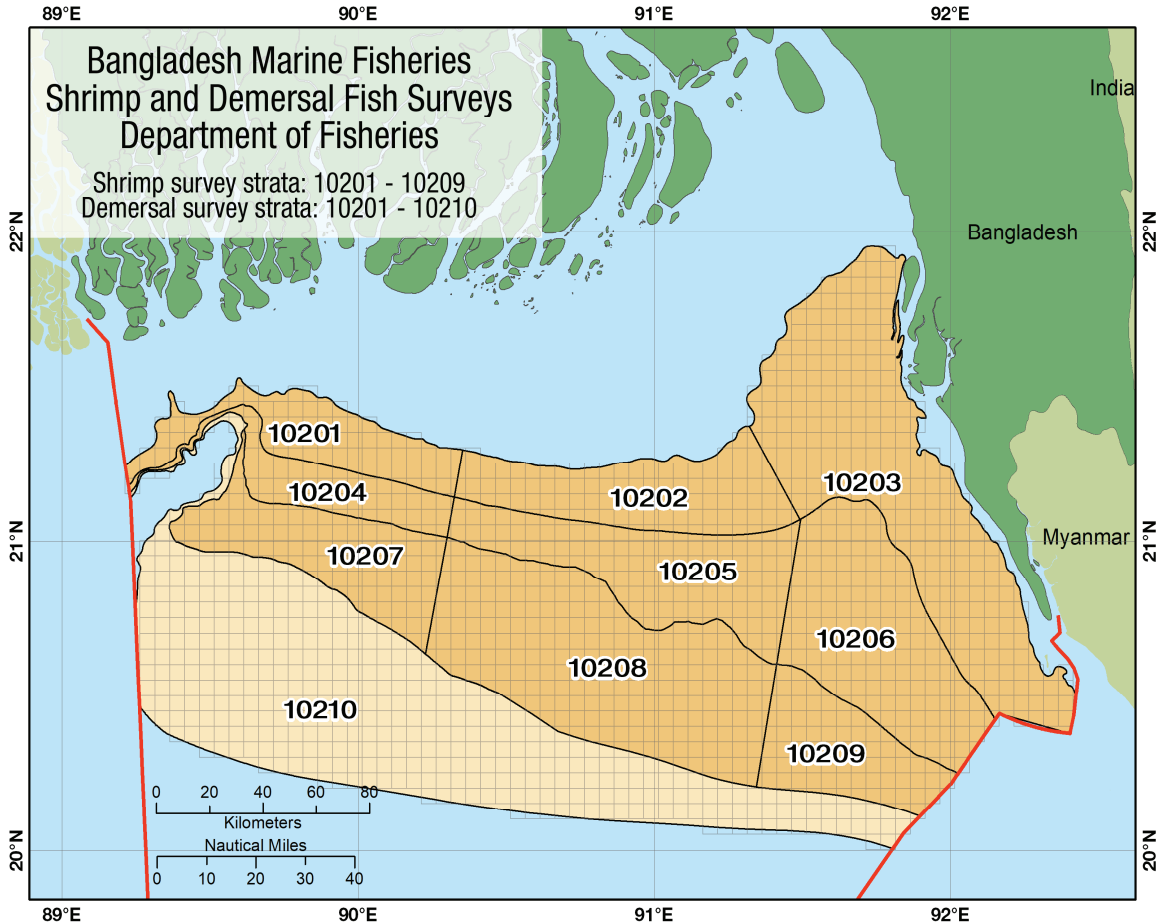 89°E 90°E 91°E 92°E
Bangladesh Marine Fisheries
Shrimp and Demersal Fish Surveys
Department of Fisheries
Shrimp survey strata: 10201 - 10209
Demersal survey strata: 10201 - 10210
India
22°N 22°N
Bangladesh
10201
10204
10202
10203
21°N 21°N
Myanmar
10207
10205
10206
10208
10210
10209
0 20 40 60 80
Kilometers
Nautical Miles
0 10 20 30 40
20°N 20°N
89°E 90°E 91°E 92°E